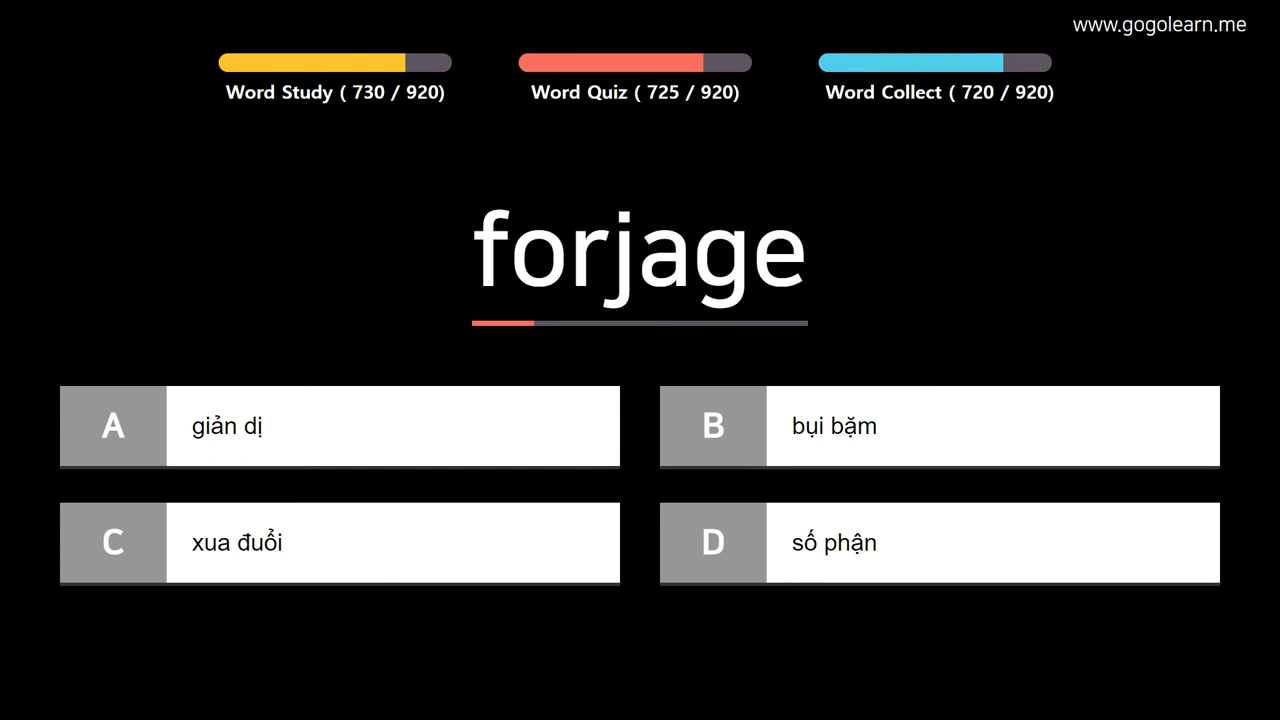 www.gogolearn.me
Word Study ( 730 / 920)
Word Quiz ( 725 / 920)
Word Collect ( 720 / 920)
forjage
A giản dị
B bụi bặm
C xua đuổi
D số phận